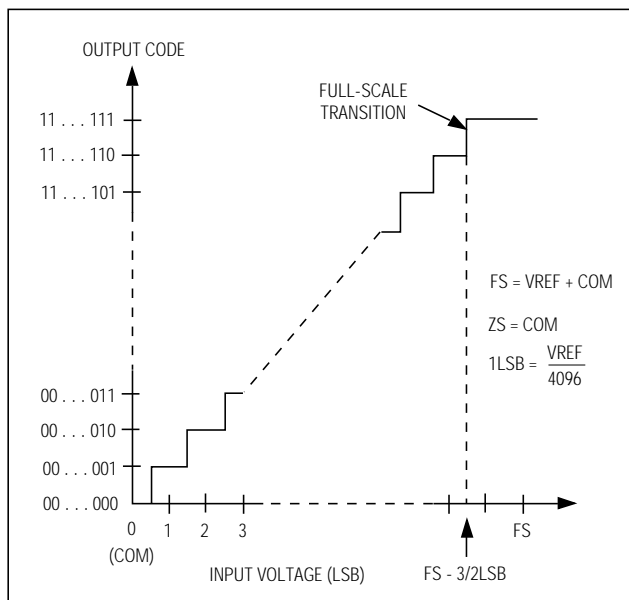 OUTPUT CODE
FULL-SCALE
TRANSITION
11 . . . 111
11 . . . 110
11 . . . 101
FS = VREF + COM
ZS = COM
1LSB = VREF
4096
00 . . . 011
00 . . . 010
00 . . . 001
00 . . . 000
0 1 2 3 FS
(COM)
INPUT VOLTAGE (LSB) FS - 3/2LSB